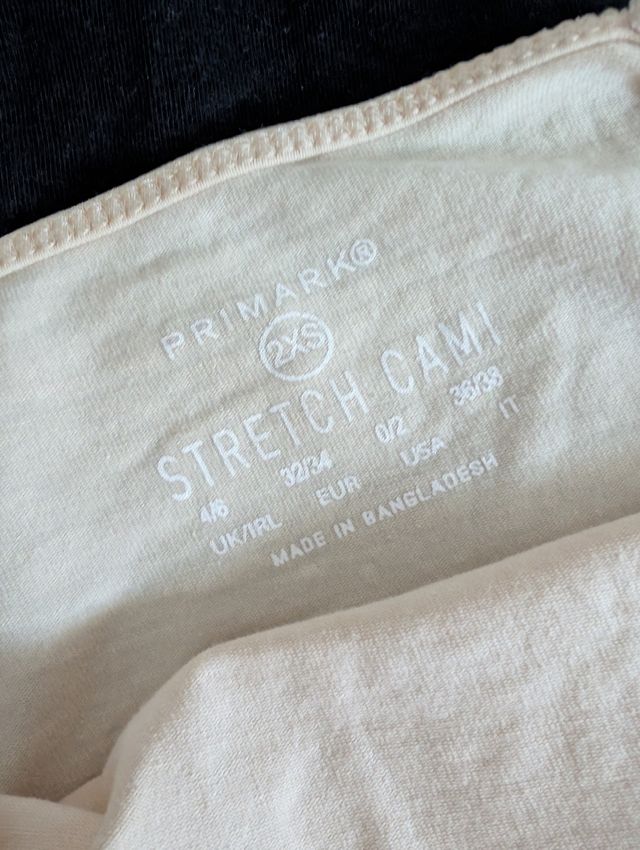 PRIMARK®
2XS
STRETCH CAMI
4/6 32/34 0/2 36/38
UK/IRL EUR USA IT
MADE IN BANGLADESH